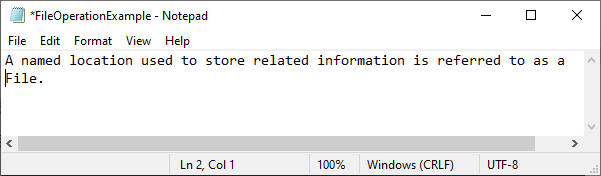 *FileOperationExample - Notepad
File Edit Format View Help
A named location used to store related information is referred to as a
File.
Ln 2, Col 1 100% Windows (CRLF) UTF-8